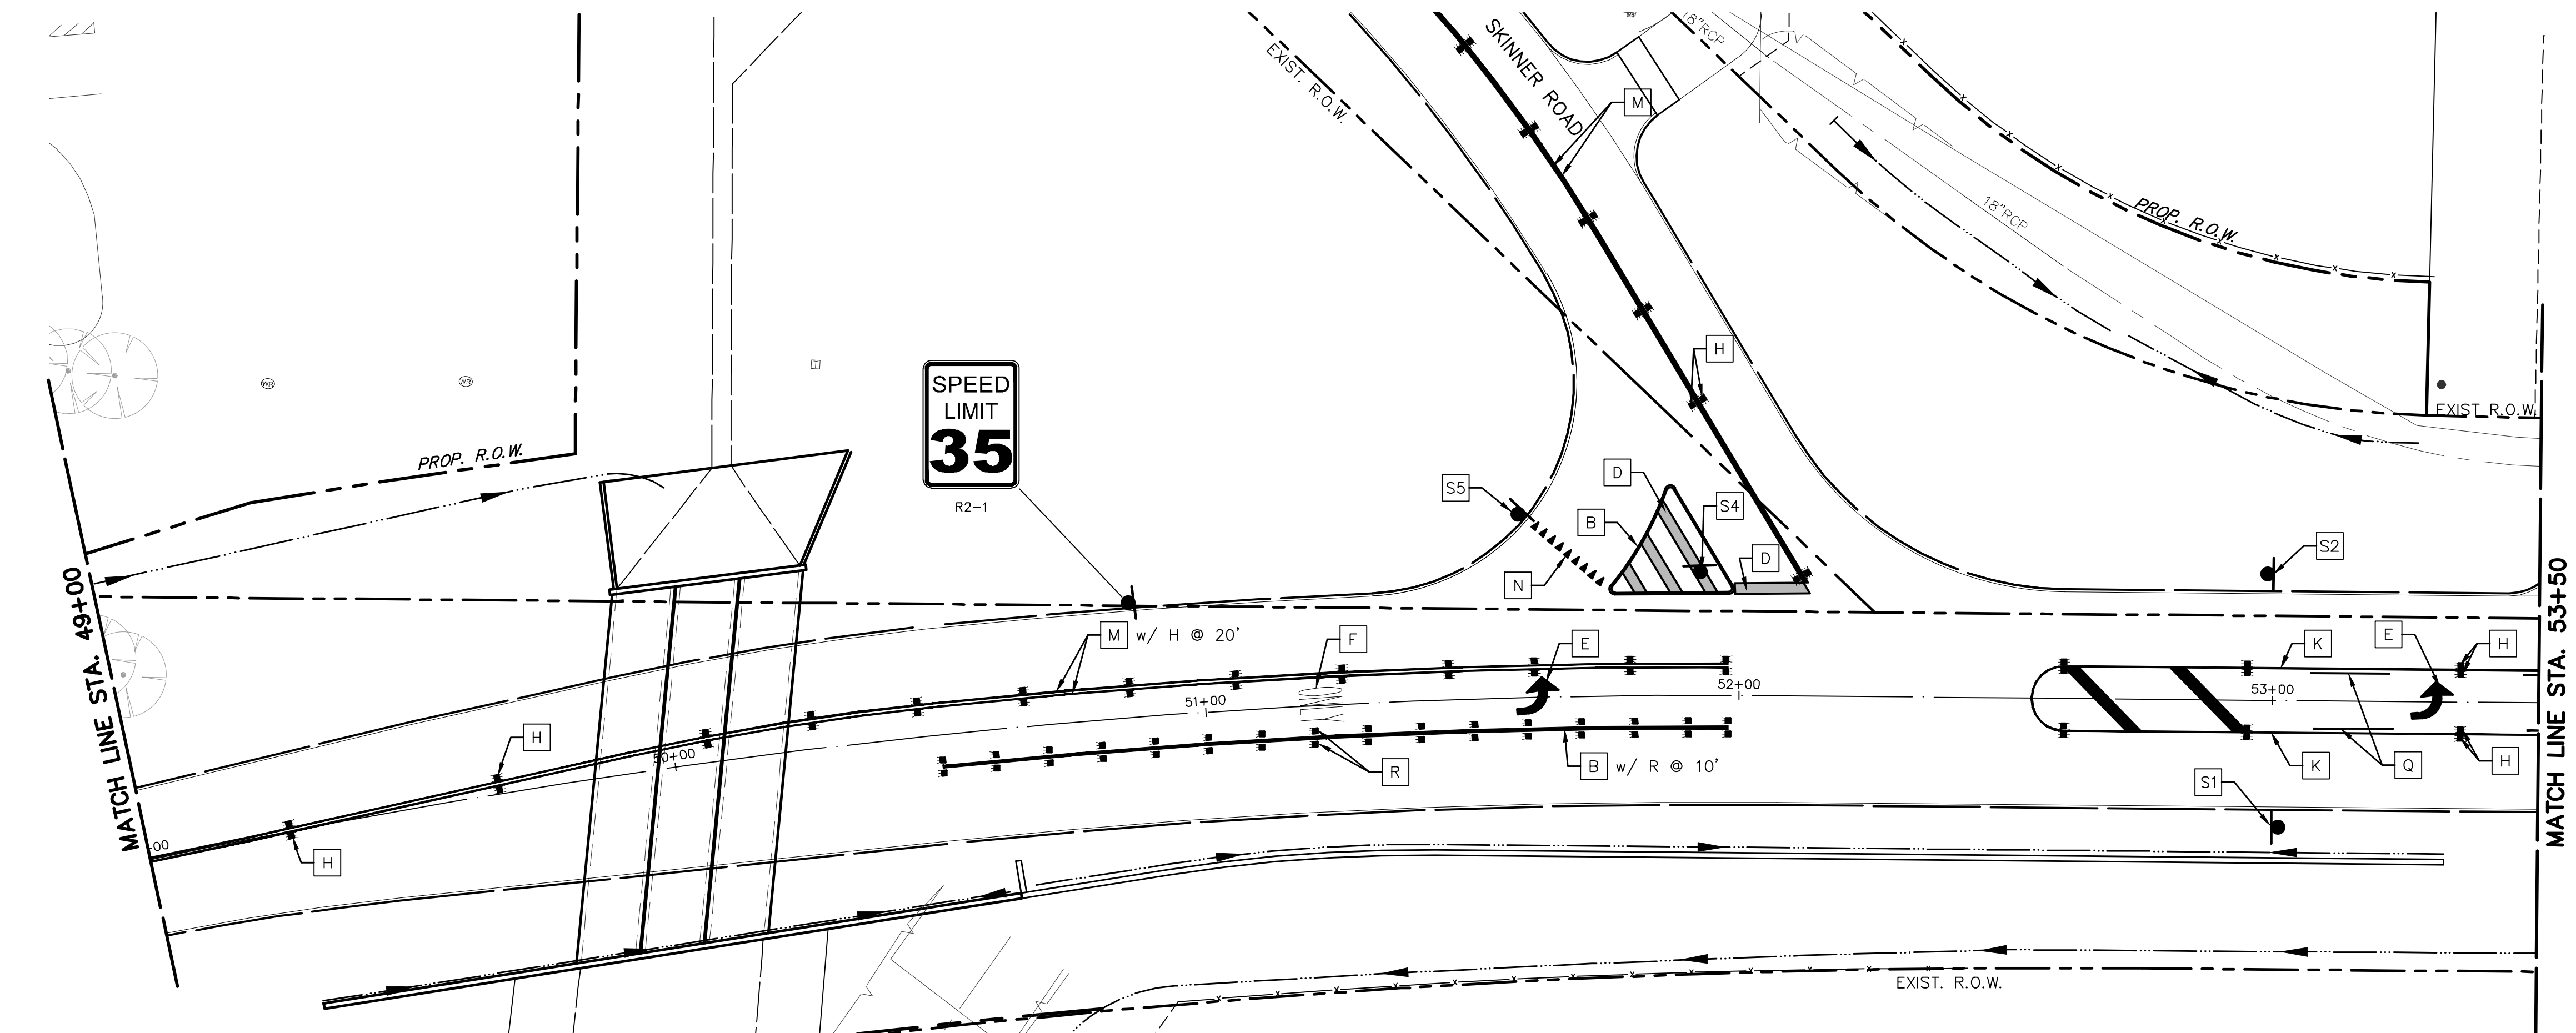 18"RCP
SKINNER ROAD
EXIST. R.O.W.
M
18"RCP
PROP. R.O.W.
WR
WR
T
H
SPEED
LIMIT
35
R2-1
EXIST R.O.W.
PROP. R.O.W.
D
S5
S4
B
D
N
S2
MATCH LINE STA. 49+00
MATCH LINE STA. 53+50
M w/ H @ 20'
F
E
K
E
H
51+00
52+00
53+00
H
50+00
R
B w/ R @ 10'
K
Q
H
S1
-00
H
EXIST. R.O.W.